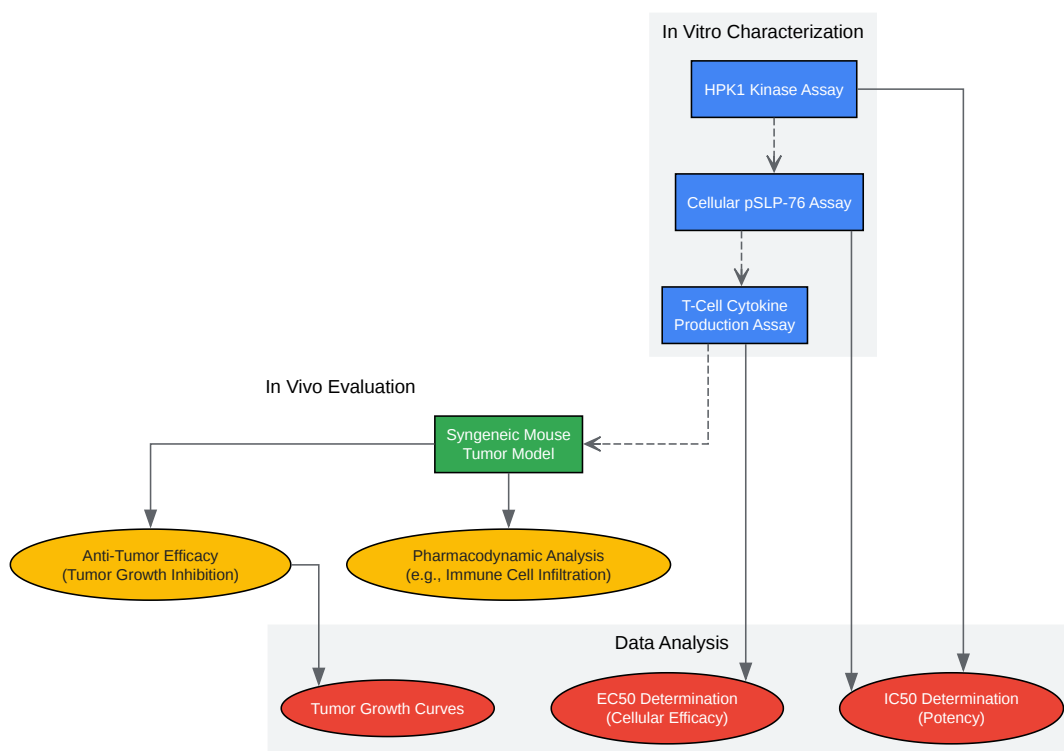 In Vitro Characterization
HPK1 Kinase Assay
Cellular pSLP-76 Assay
T-Cell Cytokine
Production Assay
In Vivo Evaluation
Syngeneic Mouse
Tumor Model
Anti-Tumor Efficacy
(Tumor Growth Inhibition)
Pharmacodynamic Analysis
(e.g., Immune Cell Infiltration)
Data Analysis
Tumor Growth Curves
EC50 Determination
(Cellular Efficacy)
IC50 Determination
(Potency)